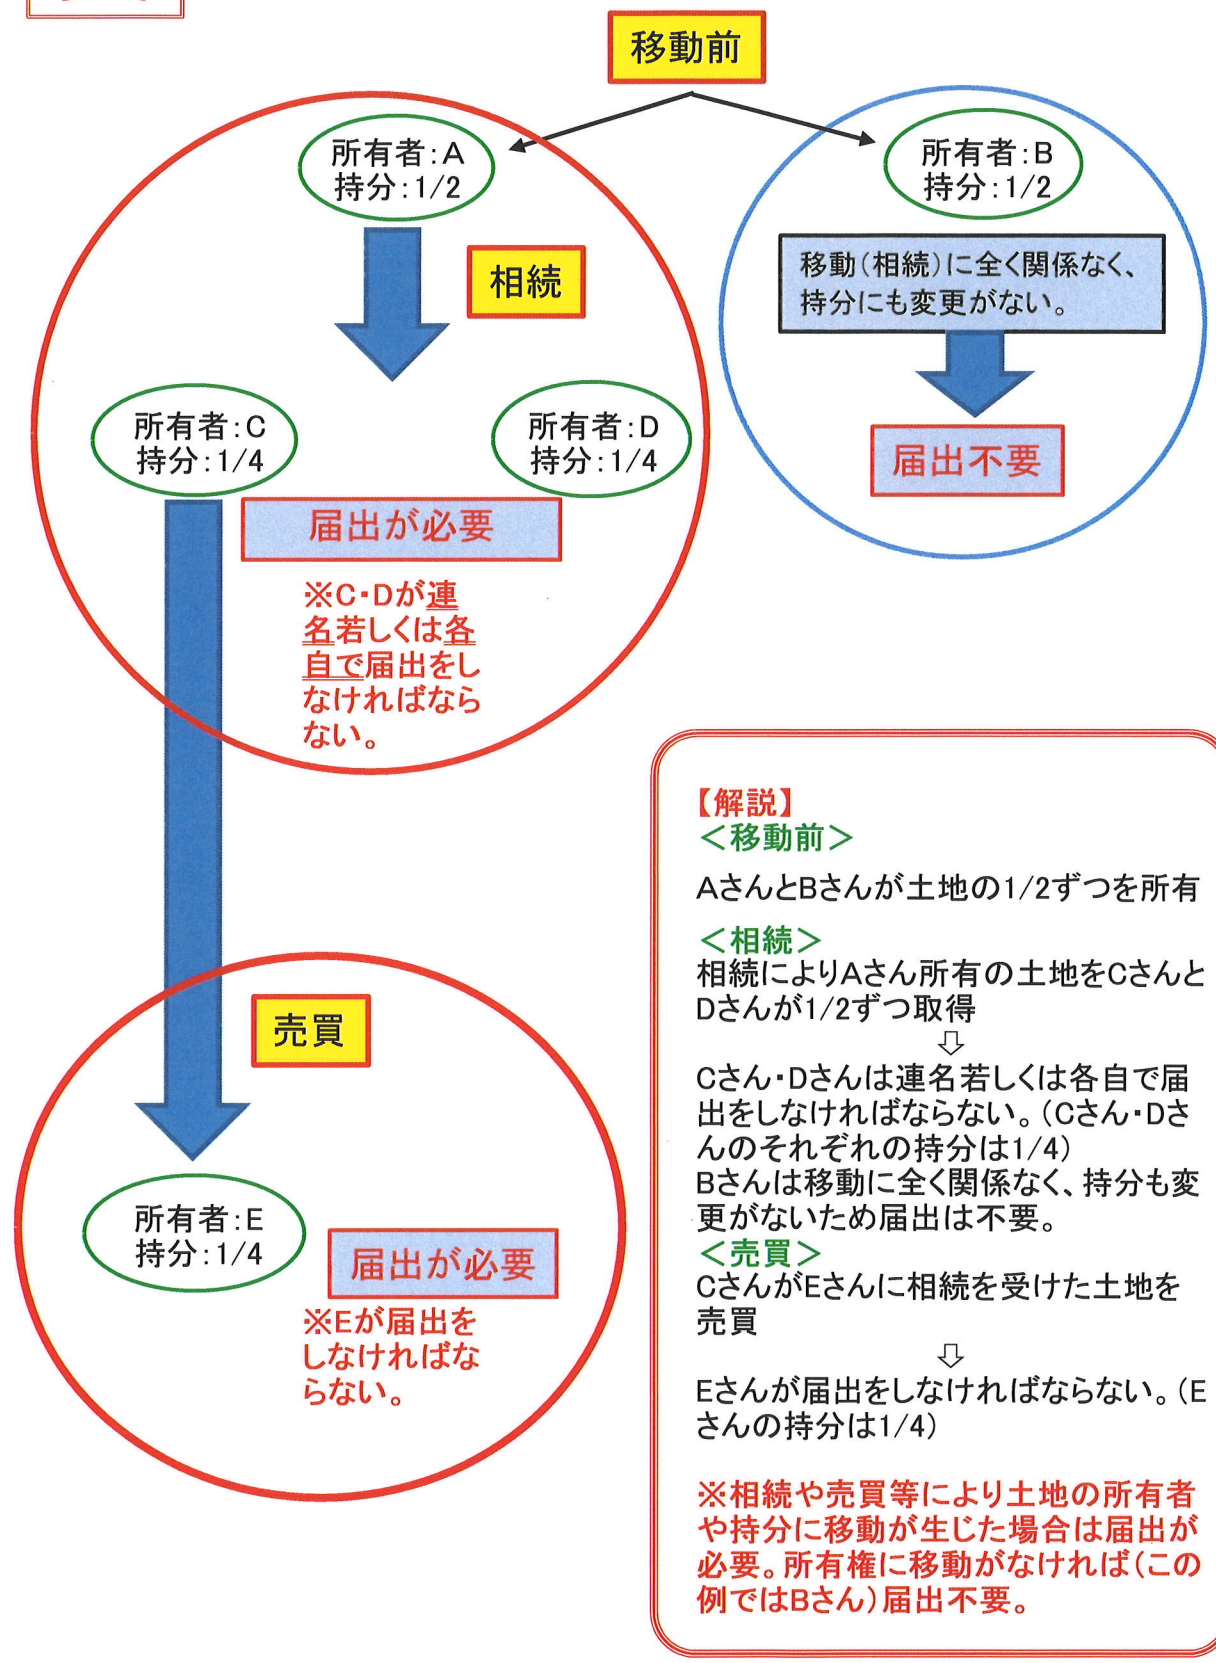 移動前
所有者:A
持分:1/2
所有者:B
持分:1/2
相続
移動(相続)に全く関係なく、
持分にも変更がない。
所有者:C
持分:1/4
所有者:D
持分:1/4
届出不要
届出が必要
※C・Dが連
名若しくは各
自で届出をし
なければなら
ない。
売買
所有者:E
持分:1/4
届出が必要
※Eが届出を
しなければな
らない。
【解説】
＜移動前＞
AさんとBさんが土地の1/2ずつを所有
＜相続＞
相続によりAさん所有の土地をCさんと
Dさんが1/2ずつ取得
⇩
Cさん・Dさんは連名若しくは各自で届
出をしなければならない。(Cさん・Dさ
んのそれぞれの持分は1/4)
Bさんは移動に全く関係なく、持分も変
更がないため届出は不要。
＜売買＞
CさんがEさんに相続を受けた土地を
売買
⇩
Eさんが届出をしなければならない。(E
さんの持分は1/4)
※相続や売買等により土地の所有者
や持分に移動が生じた場合は届出が
必要。所有権に移動がなければ(この
例ではBさん)届出不要。